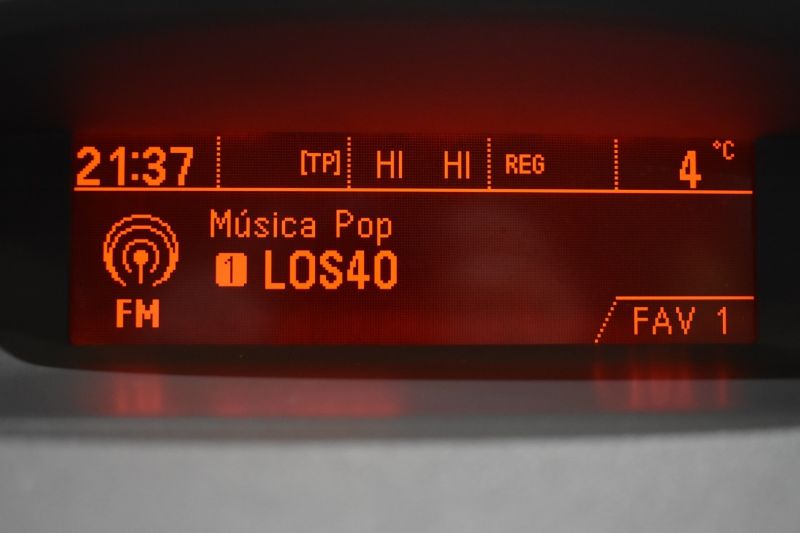 21:37 [TP] HI HI REG 4 °C
Música Pop
1 LOS40
FM
FAV 1